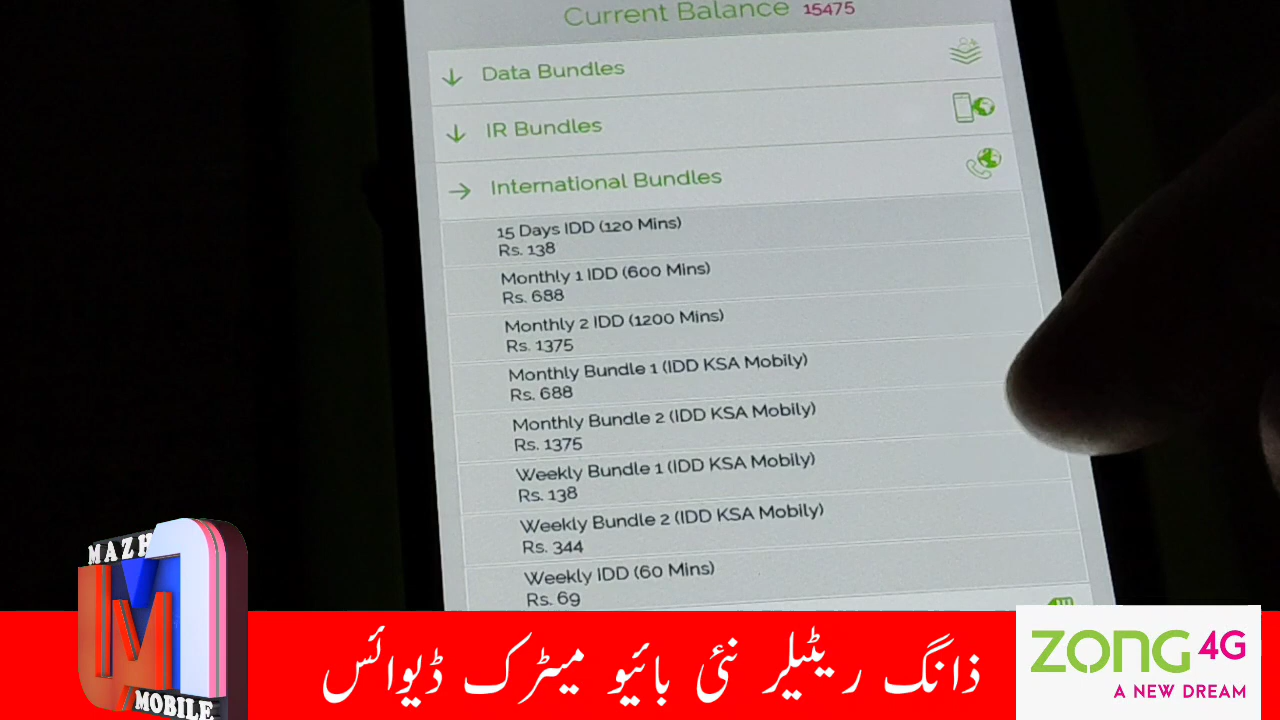 Current Balance 15475
Data Bundles
IR Bundles
International Bundles
15 Days IDD (120 Mins)
Rs. 138
Monthly 1 IDD (600 Mins)
Rs. 688
Monthly 2 IDD (1200 Mins)
Rs. 1375
Monthly Bundle 1 (IDD KSA Mobily)
Rs. 688
Monthly Bundle 2 (IDD KSA Mobily)
Rs. 1375
Weekly Bundle 1 (IDD KSA Mobily)
Rs. 138
Weekly Bundle 2 (IDD KSA Mobily)
Rs. 344
Weekly IDD (60 Mins)
Rs. 69
MAZH
MOBILE
ذانگ ریٹیلر نئی بائیو میٹرک ڈیوائس
ZONG 4G
A NEW DREAM